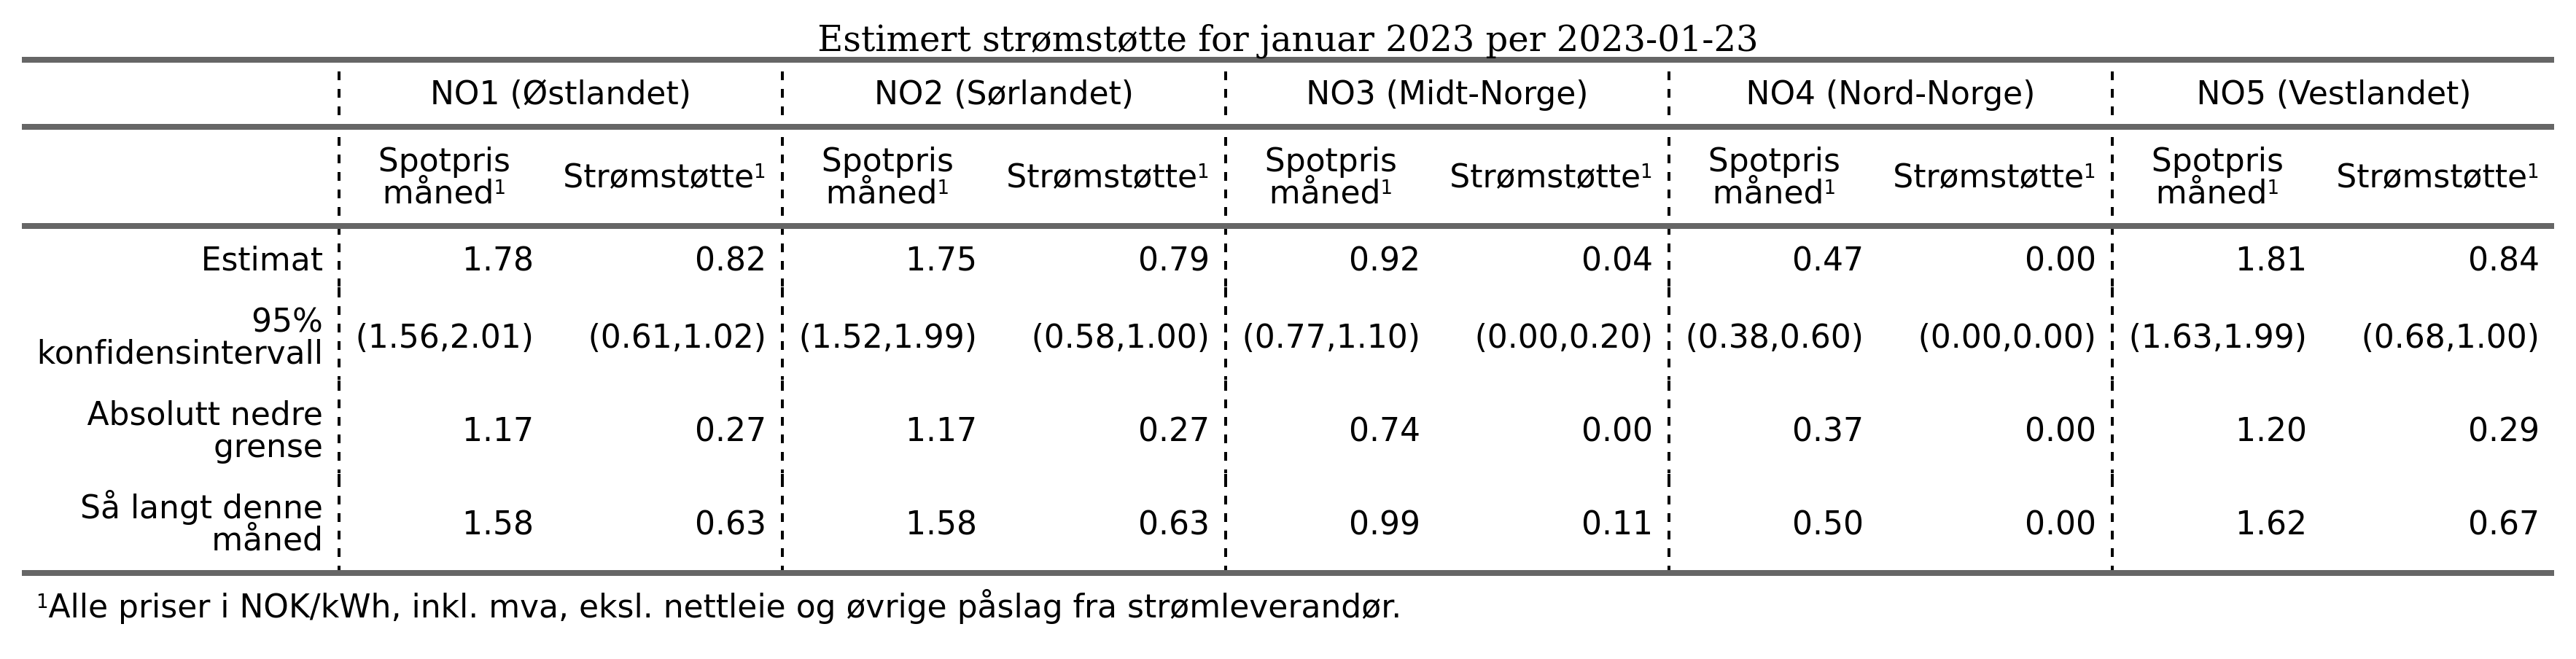 Estimert strømstøtte for januar 2023 per 2023-01-23
NO1 (Østlandet) NO2 (Sørlandet) NO3 (Midt-Norge) NO4 (Nord-Norge) NO5 (Vestlandet)
Spotpris måned¹ Strømstøtte¹ Spotpris måned¹ Strømstøtte¹ Spotpris måned¹ Strømstøtte¹ Spotpris måned¹ Strømstøtte¹ Spotpris måned¹ Strømstøtte¹
Estimat 1.78 0.82 1.75 0.79 0.92 0.04 0.47 0.00 1.81 0.84
95% konfidensintervall (1.56,2.01) (0.61,1.02) (1.52,1.99) (0.58,1.00) (0.77,1.10) (0.00,0.20) (0.38,0.60) (0.00,0.00) (1.63,1.99) (0.68,1.00)
Absolutt nedre grense 1.17 0.27 1.17 0.27 0.74 0.00 0.37 0.00 1.20 0.29
Så langt denne måned 1.58 0.63 1.58 0.63 0.99 0.11 0.50 0.00 1.62 0.67
¹Alle priser i NOK/kWh, inkl. mva, eksl. nettleie og øvrige påslag fra strømleverandør.